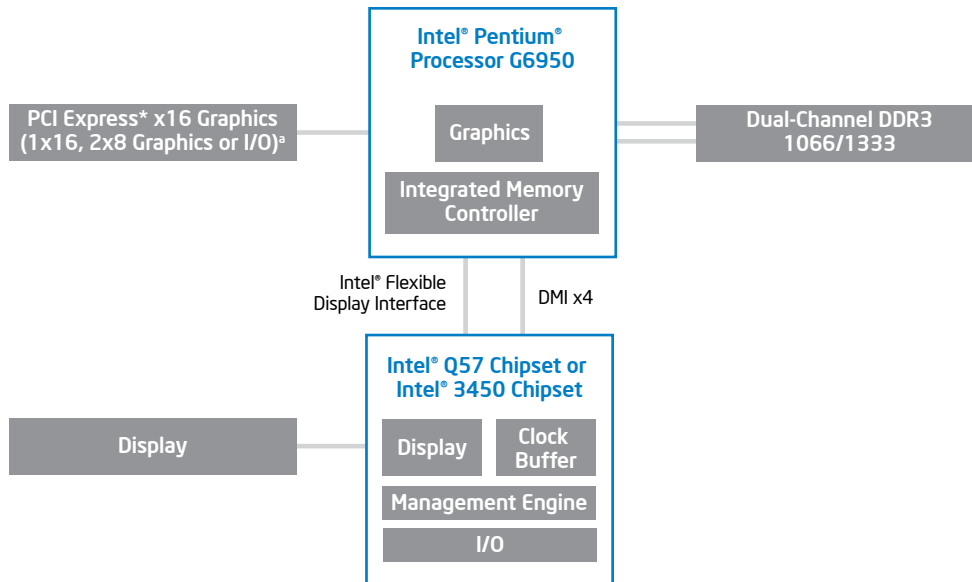 Intel® Pentium®
Processor G6950
PCI Express* x16 Graphics
(1x16, 2x8 Graphics or I/O)ª
Graphics
Dual-Channel DDR3
1066/1333
Integrated Memory
Controller
Intel® Flexible
Display Interface
DMI x4
Intel® Q57 Chipset or
Intel® 3450 Chipset
Display
Display
Clock
Buffer
Management Engine
I/O